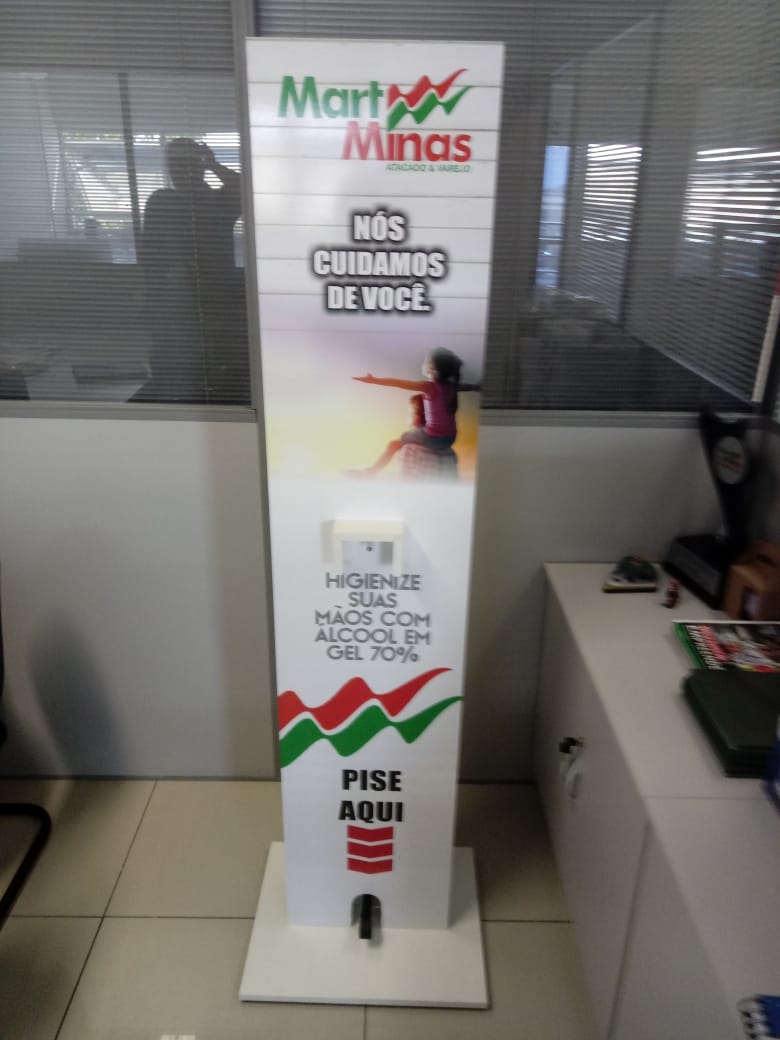 Mart
Minas
ATACADO & VAREJO
NÓS
CUIDAMOS
DE VOCÊ.
HIGIENIZE
SUAS
MÃOS COM
ÁLCOOL EM
GEL 70%
PISE
AQUI